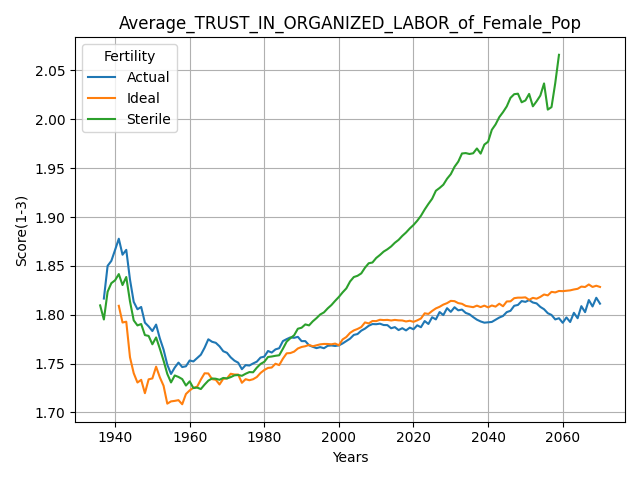 Average_TRUST_IN_ORGANIZED_LABOR_of_Female_Pop
Fertility
Actual
Ideal
Sterile
Score(1-3)
2.05
2.00
1.95
1.90
1.85
1.80
1.75
1.70
1940
1960
1980
2000
2020
2040
2060
Years